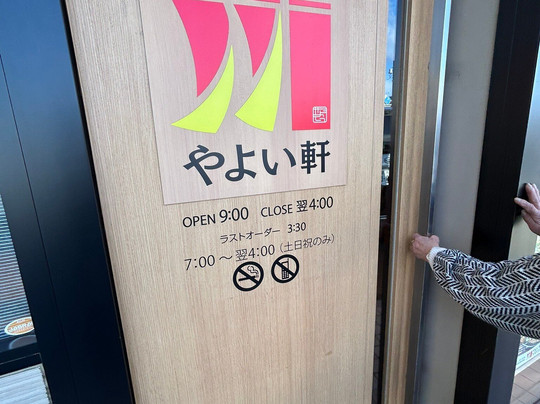 やよい軒
OPEN 9:00 CLOSE 翌4:00
ラストオーダー 3:30
7:00～翌4:00（土日祝のみ）